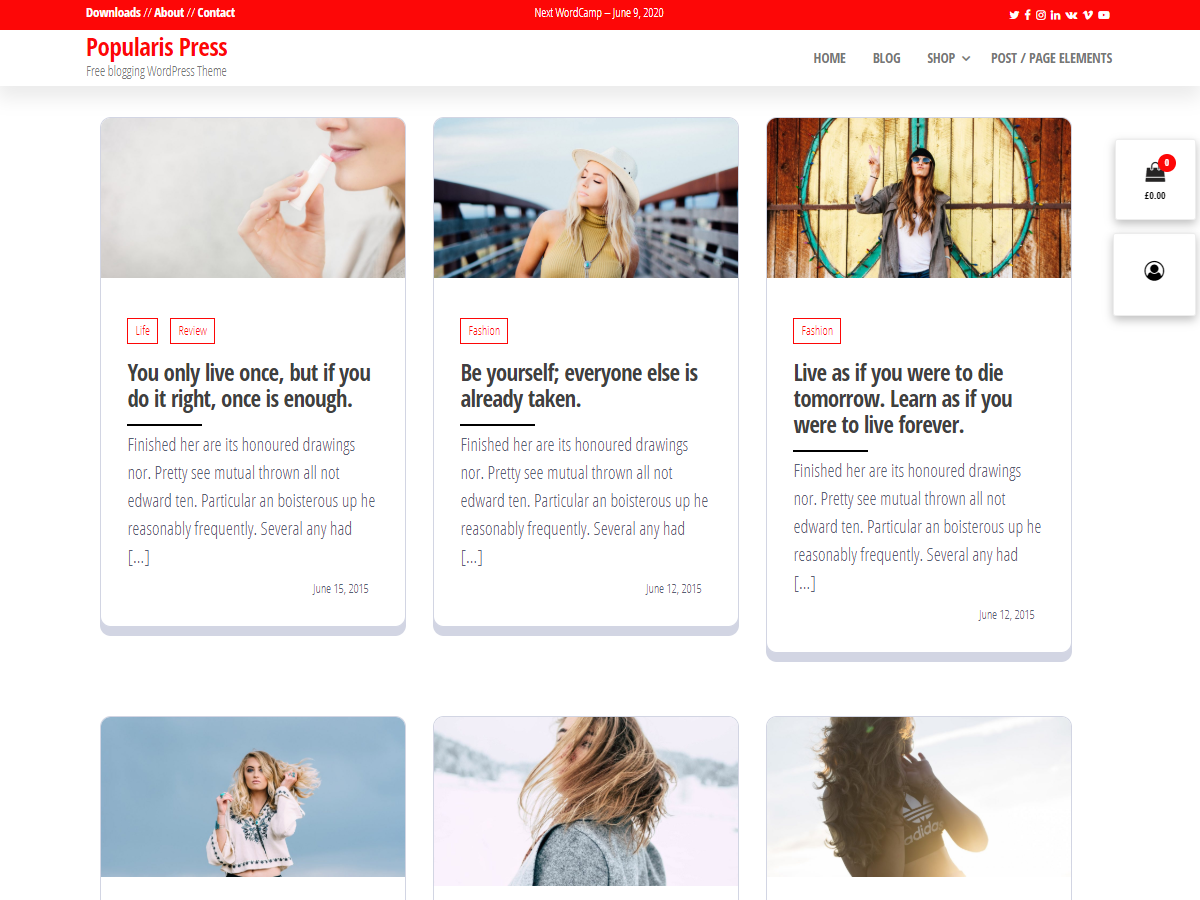 Downloads // About // Contact
Next WordCamp – June 9, 2020
Popularis Press
Free blogging WordPress Theme
HOME
BLOG
SHOP
POST / PAGE ELEMENTS
0
£0.00
Life
Review
You only live once, but if you
do it right, once is enough.
Finished her are its honoured drawings
nor. Pretty see mutual thrown all not
edward ten. Particular an boisterous up he
reasonably frequently. Several any had
[…]
June 15, 2015
Fashion
Be yourself; everyone else is
already taken.
Finished her are its honoured drawings
nor. Pretty see mutual thrown all not
edward ten. Particular an boisterous up he
reasonably frequently. Several any had
[…]
June 12, 2015
Fashion
Live as if you were to die
tomorrow. Learn as if you
were to live forever.
Finished her are its honoured drawings
nor. Pretty see mutual thrown all not
edward ten. Particular an boisterous up he
reasonably frequently. Several any had
[…]
June 12, 2015
adidas